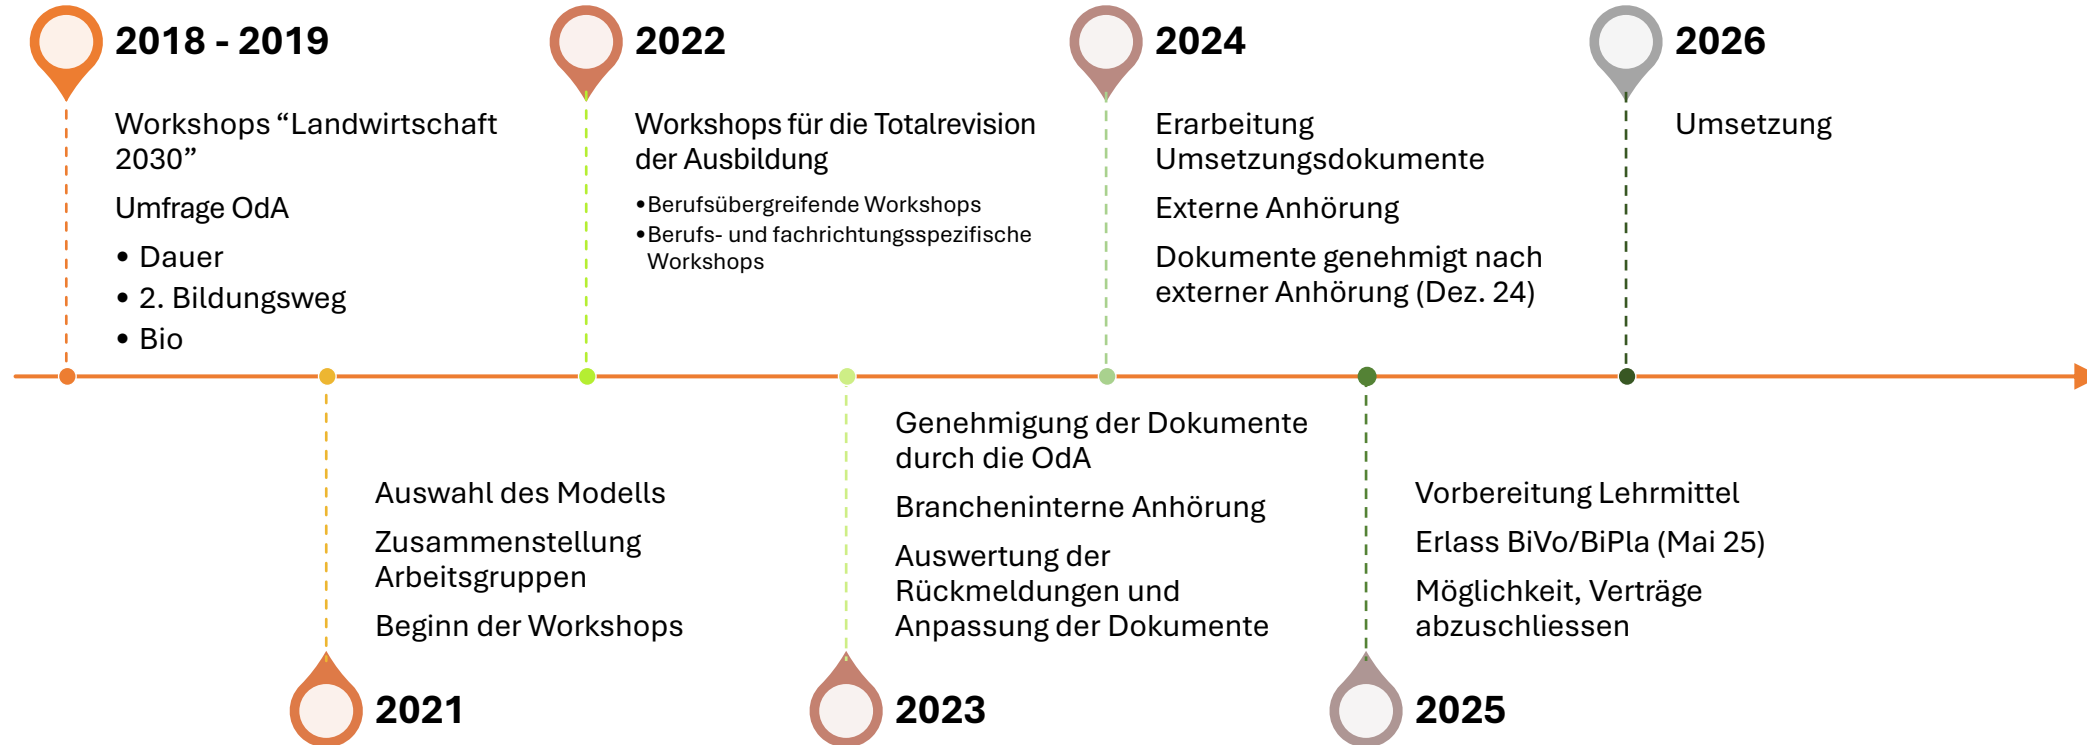 2018 - 2019
Workshops “Landwirtschaft
2030”
Umfrage OdA
• Dauer
• 2. Bildungsweg
• Bio
2021
Auswahl des Modells
Zusammenstellung
Arbeitsgruppen
Beginn der Workshops
2022
Workshops für die Totalrevision
der Ausbildung
•Berufsübergreifende Workshops
•Berufs- und fachrichtungsspezifische
Workshops
2023
Genehmigung der Dokumente
durch die OdA
Brancheninterne Anhörung
Auswertung der
Rückmeldungen und
Anpassung der Dokumente
2024
Erarbeitung
Umsetzungsdokumente
Externe Anhörung
Dokumente genehmigt nach
externer Anhörung (Dez. 24)
2025
Vorbereitung Lehrmittel
Erlass BiVo/BiPla (Mai 25)
Möglichkeit, Verträge
abzuschliessen
2026
Umsetzung